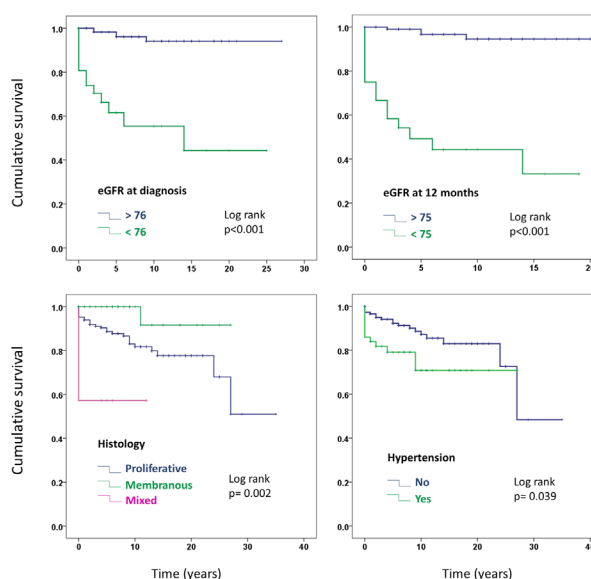 Cumulative survival
1.0
0.8
0.6
0.4
0.2
0.0
eGFR at diagnosis
> 76
< 76
Log rank
p<0.001
0 5 10 15 20 25 30
1.0
0.8
0.6
0.4
0.2
0.0
eGFR at 12 months
> 75
< 75
Log rank
p<0.001
0 5 10 15 20
Cumulative survival
1.0
0.8
0.6
0.4
0.2
0.0
Histology
Proliferative
Membranous
Mixed
Log rank
p= 0.002
0 10 20 30 40
Time (years)
1.0
0.8
0.6
0.4
0.2
0.0
Hypertension
No
Yes
Log rank
p= 0.039
0 10 20 30 40
Time (years)